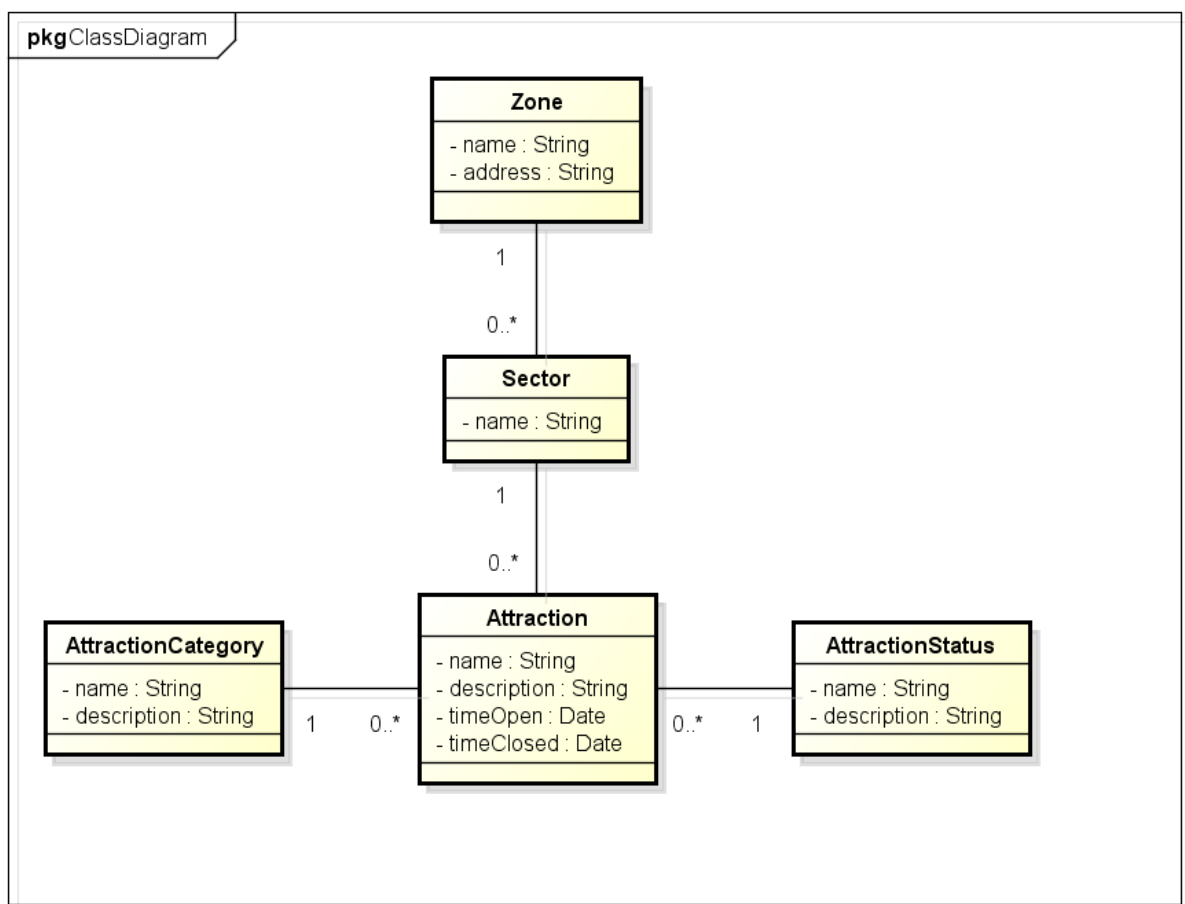 pkgClassDiagram
Zone
- name : String
- address : String
1
0..*
Sector
- name : String
1
0..*
AttractionCategory
- name : String
- description : String
1
0..*
Attraction
- name : String
- description : String
- timeOpen : Date
- timeClosed : Date
0..*
1
AttractionStatus
- name : String
- description : String